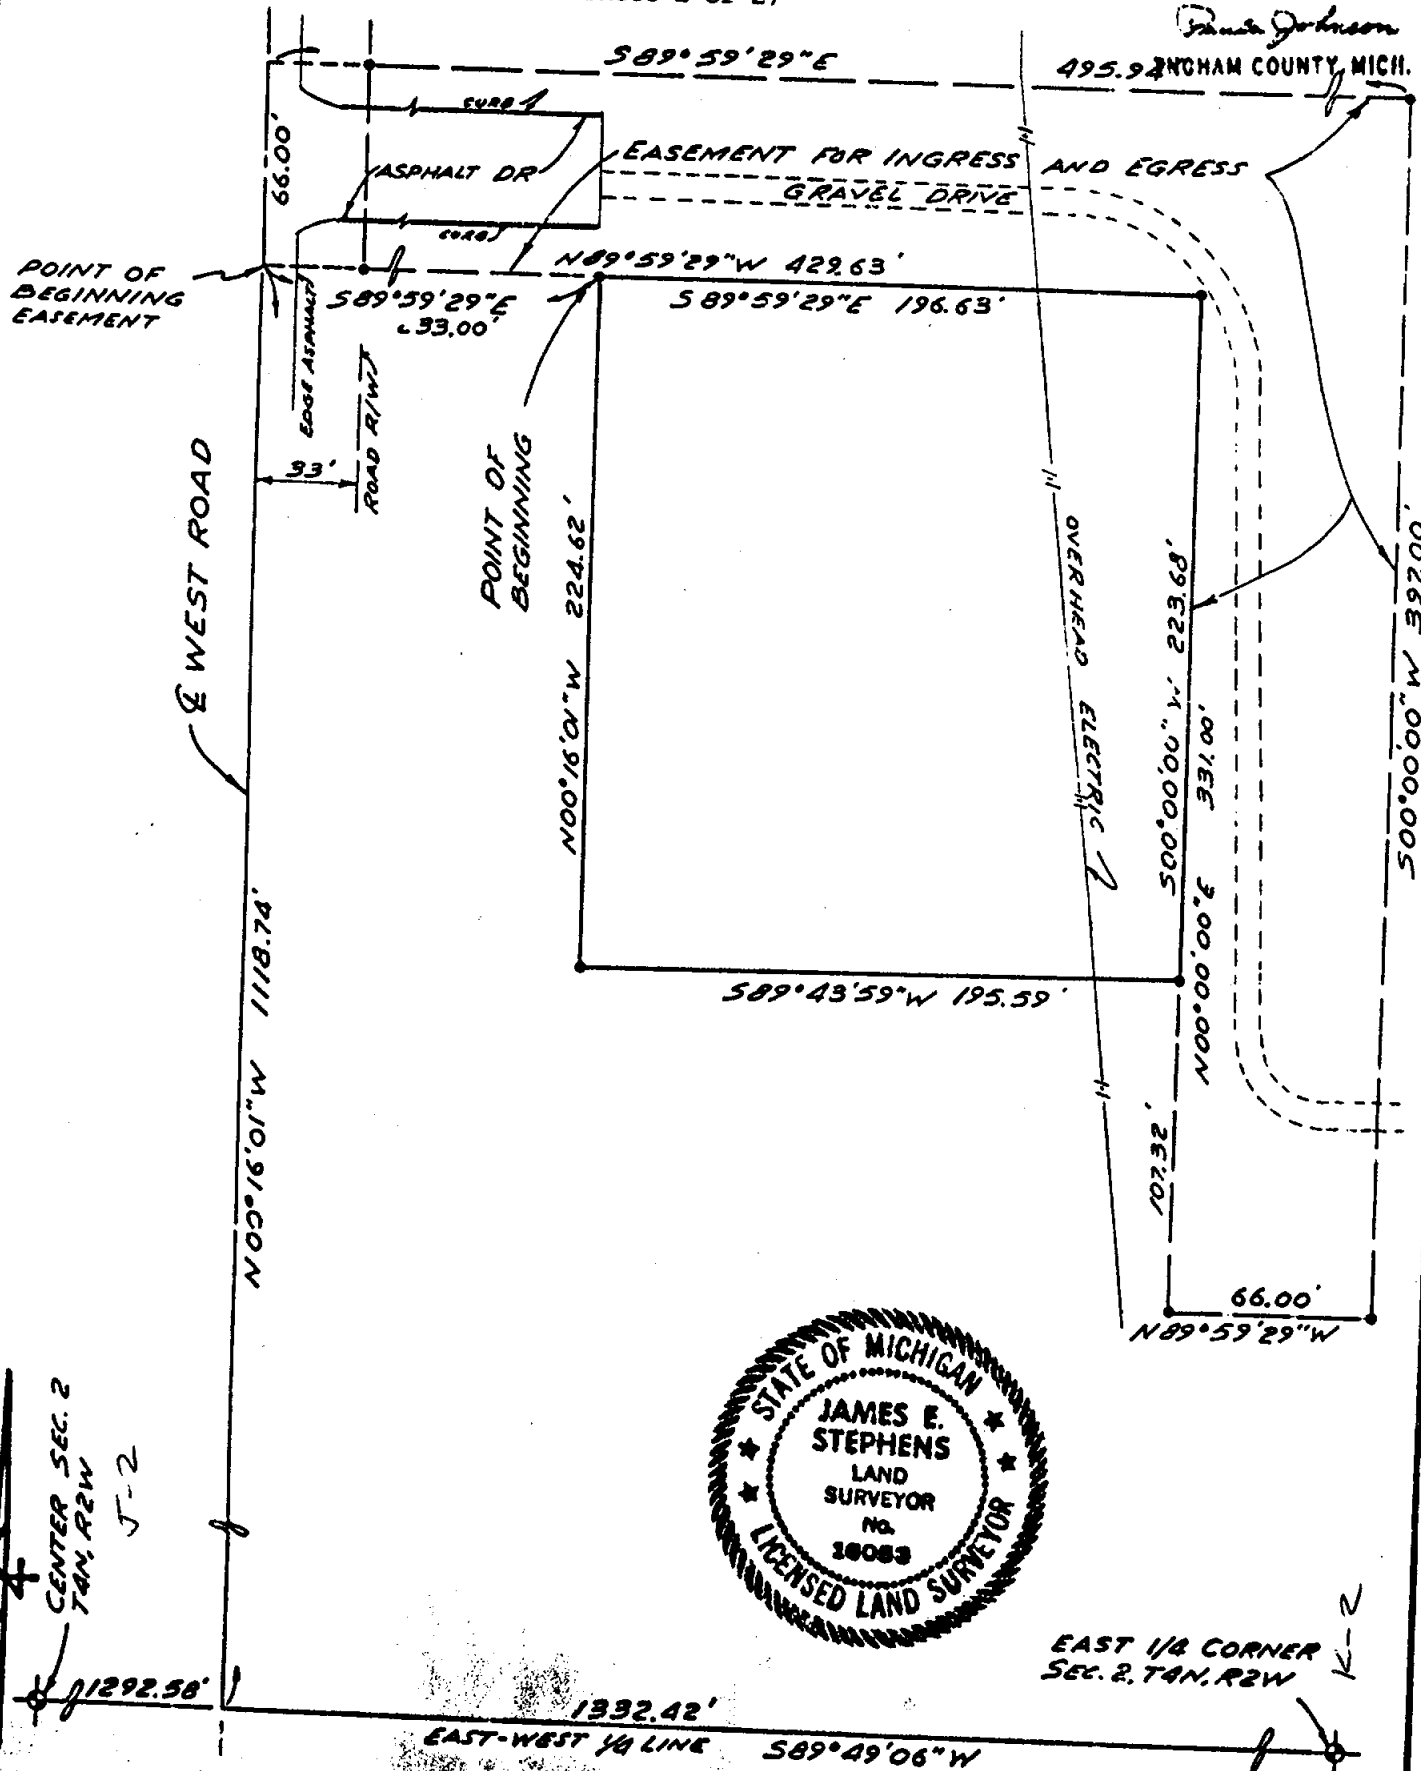 Johnson
INGHAM COUNTY, MICH.
S89°59'29"E
495.94
66.00'
CURB
ASPHALT DR
CURB
EASEMENT FOR INGRESS AND EGRESS
GRAVEL DRIVE
POINT OF
BEGINNING
EASEMENT
N89°59'29"W 429.63'
S89°59'29"E
33.00'
S89°59'29"E 196.63'
EDGE ASPHALT
ROAD R/W
33'
POINT OF
BEGINNING
℄ WEST ROAD
N00°16'01"W 224.62'
OVERHEAD ELECTRIC
S00°00'00"W 223.68'
N00°00'00"E 331.00'
S00°00'00"W 392.00'
N00°16'01"W 1118.74'
S89°43'59"W 195.59'
107.32'
66.00'
N89°59'29"W
STATE OF MICHIGAN
JAMES E.
STEPHENS
LAND
SURVEYOR
No.
16053
LICENSED LAND SURVEYOR
CENTER SEC. 2
T4N, R2W
J-2
EAST 1/4 CORNER
SEC. 2, T4N, R2W
K-2
1292.58'
1332.42'
EAST-WEST 1/4 LINE S89°49'06"W